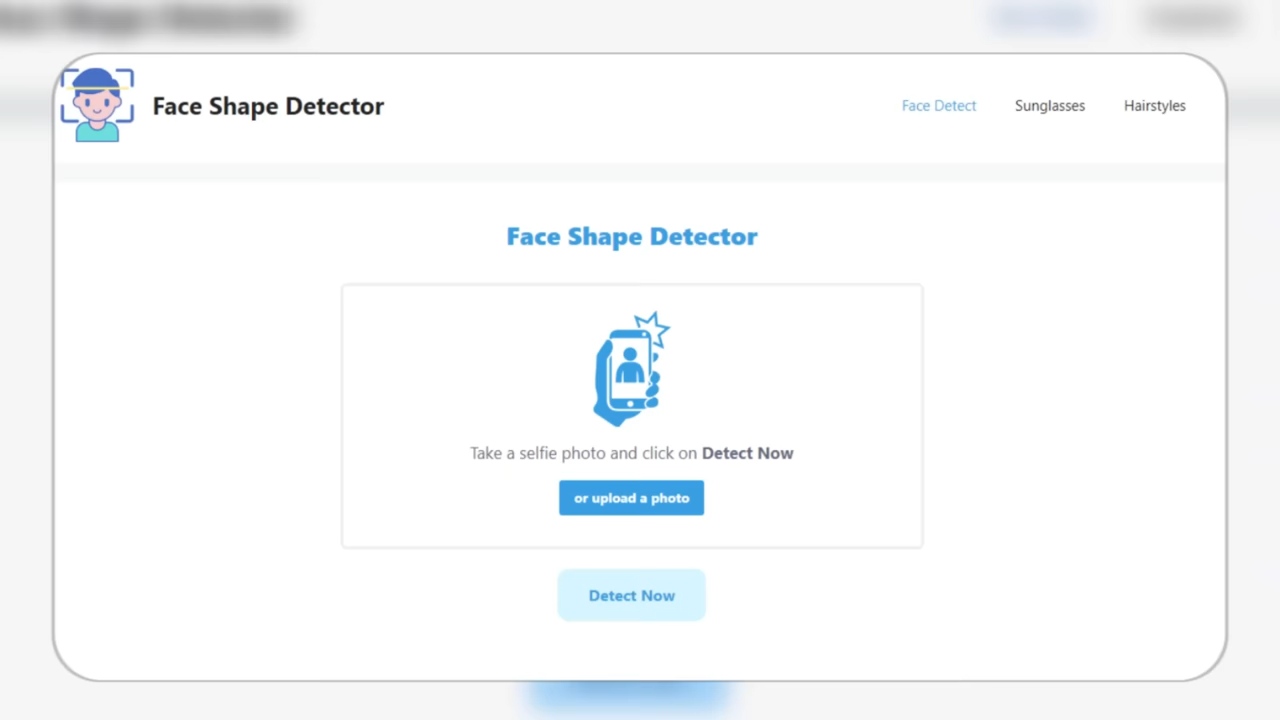 Face Shape Detector
Face Detect
Sunglasses
Hairstyles
Face Shape Detector
Take a selfie photo and click on Detect Now
or upload a photo
Detect Now